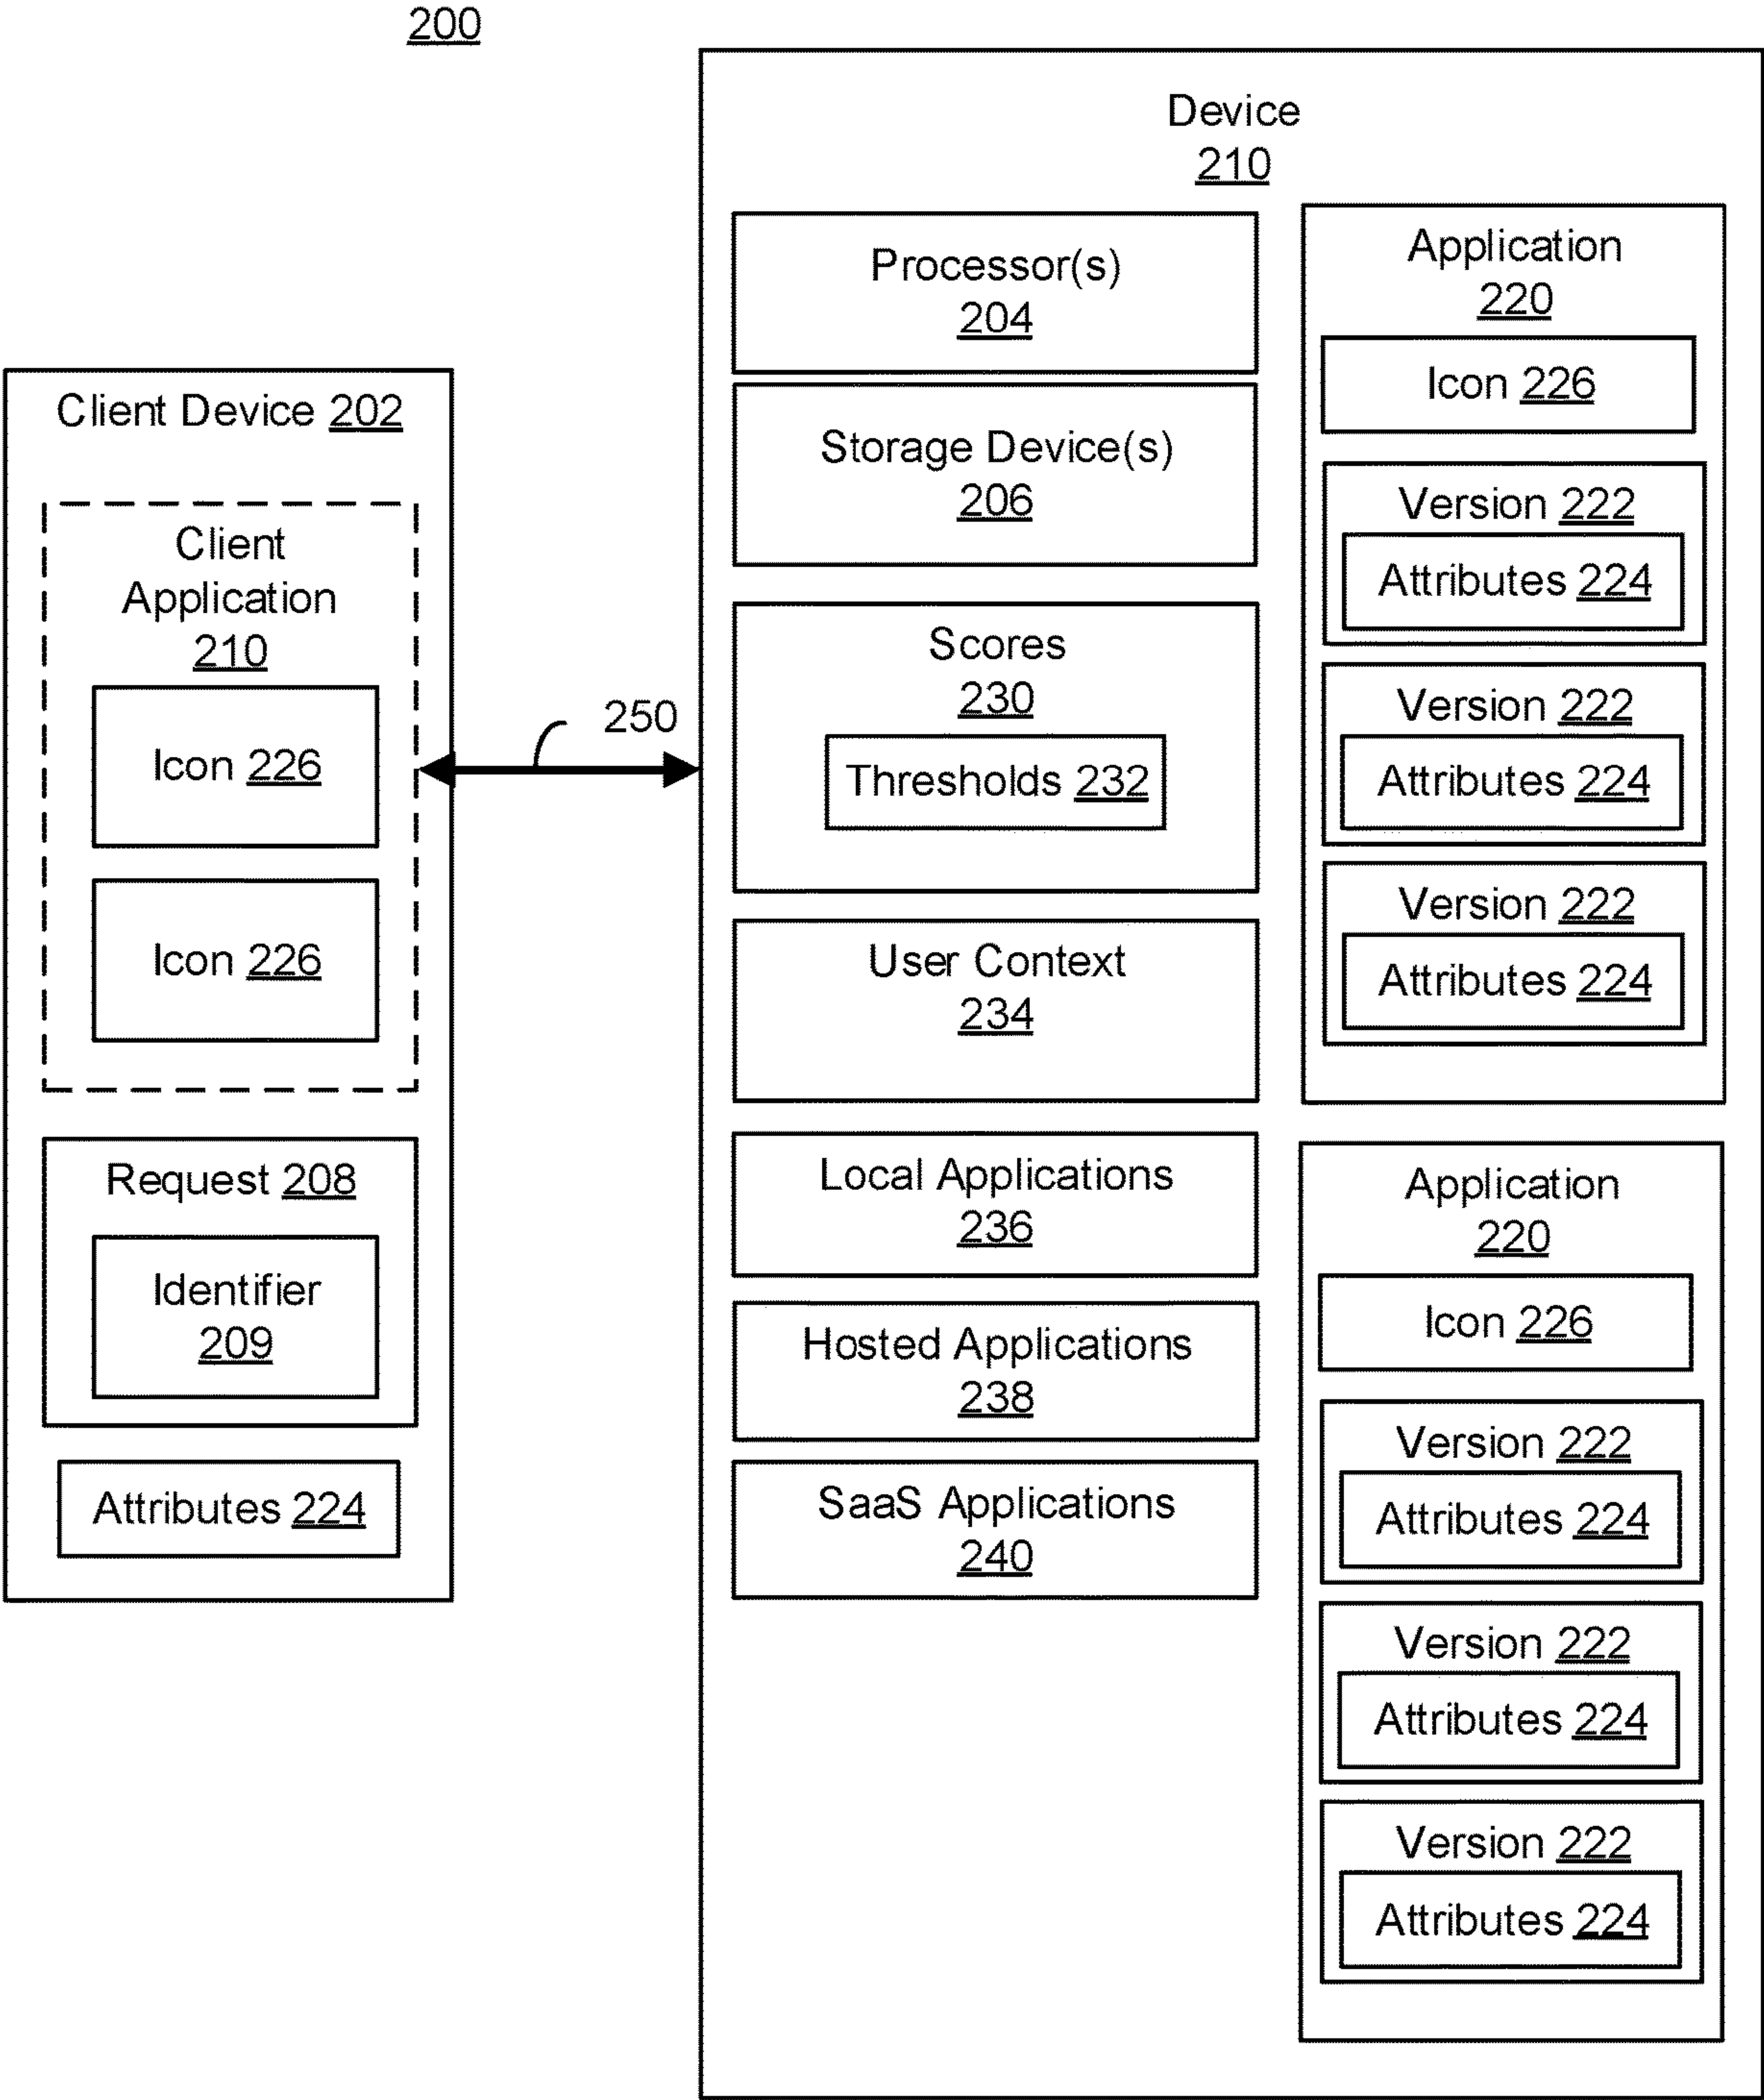 200
Client Device 202
Client
Application
210
Icon 226
Icon 226
Request 208
Identifier
209
Attributes 224
250
Device
210
Processor(s)
204
Storage Device(s)
206
Scores
230
Thresholds 232
User Context
234
Local Applications
236
Hosted Applications
238
SaaS Applications
240
Application
220
Icon 226
Version 222
Attributes 224
Version 222
Attributes 224
Version 222
Attributes 224
Application
220
Icon 226
Version 222
Attributes 224
Version 222
Attributes 224
Version 222
Attributes 224